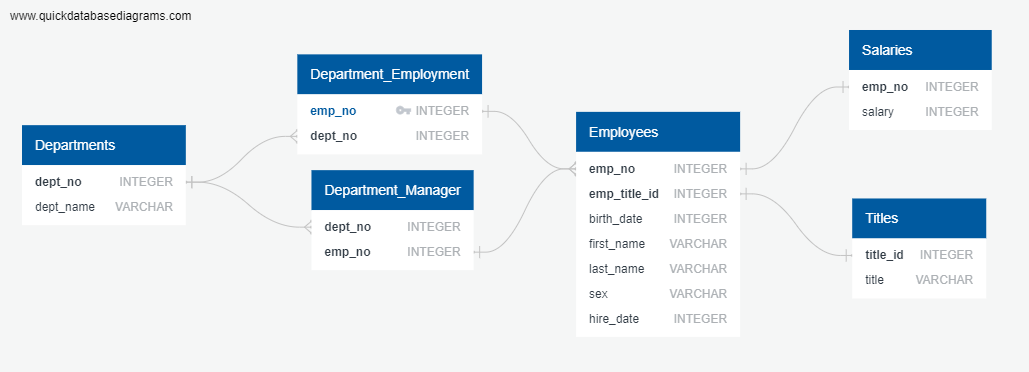 www.quickdatabasediagrams.com
Departments
dept_no INTEGER
dept_name VARCHAR
Department_Employment
emp_no INTEGER
dept_no INTEGER
Department_Manager
dept_no INTEGER
emp_no INTEGER
Employees
emp_no INTEGER
emp_title_id INTEGER
birth_date INTEGER
first_name VARCHAR
last_name VARCHAR
sex VARCHAR
hire_date INTEGER
Salaries
emp_no INTEGER
salary INTEGER
Titles
title_id INTEGER
title VARCHAR